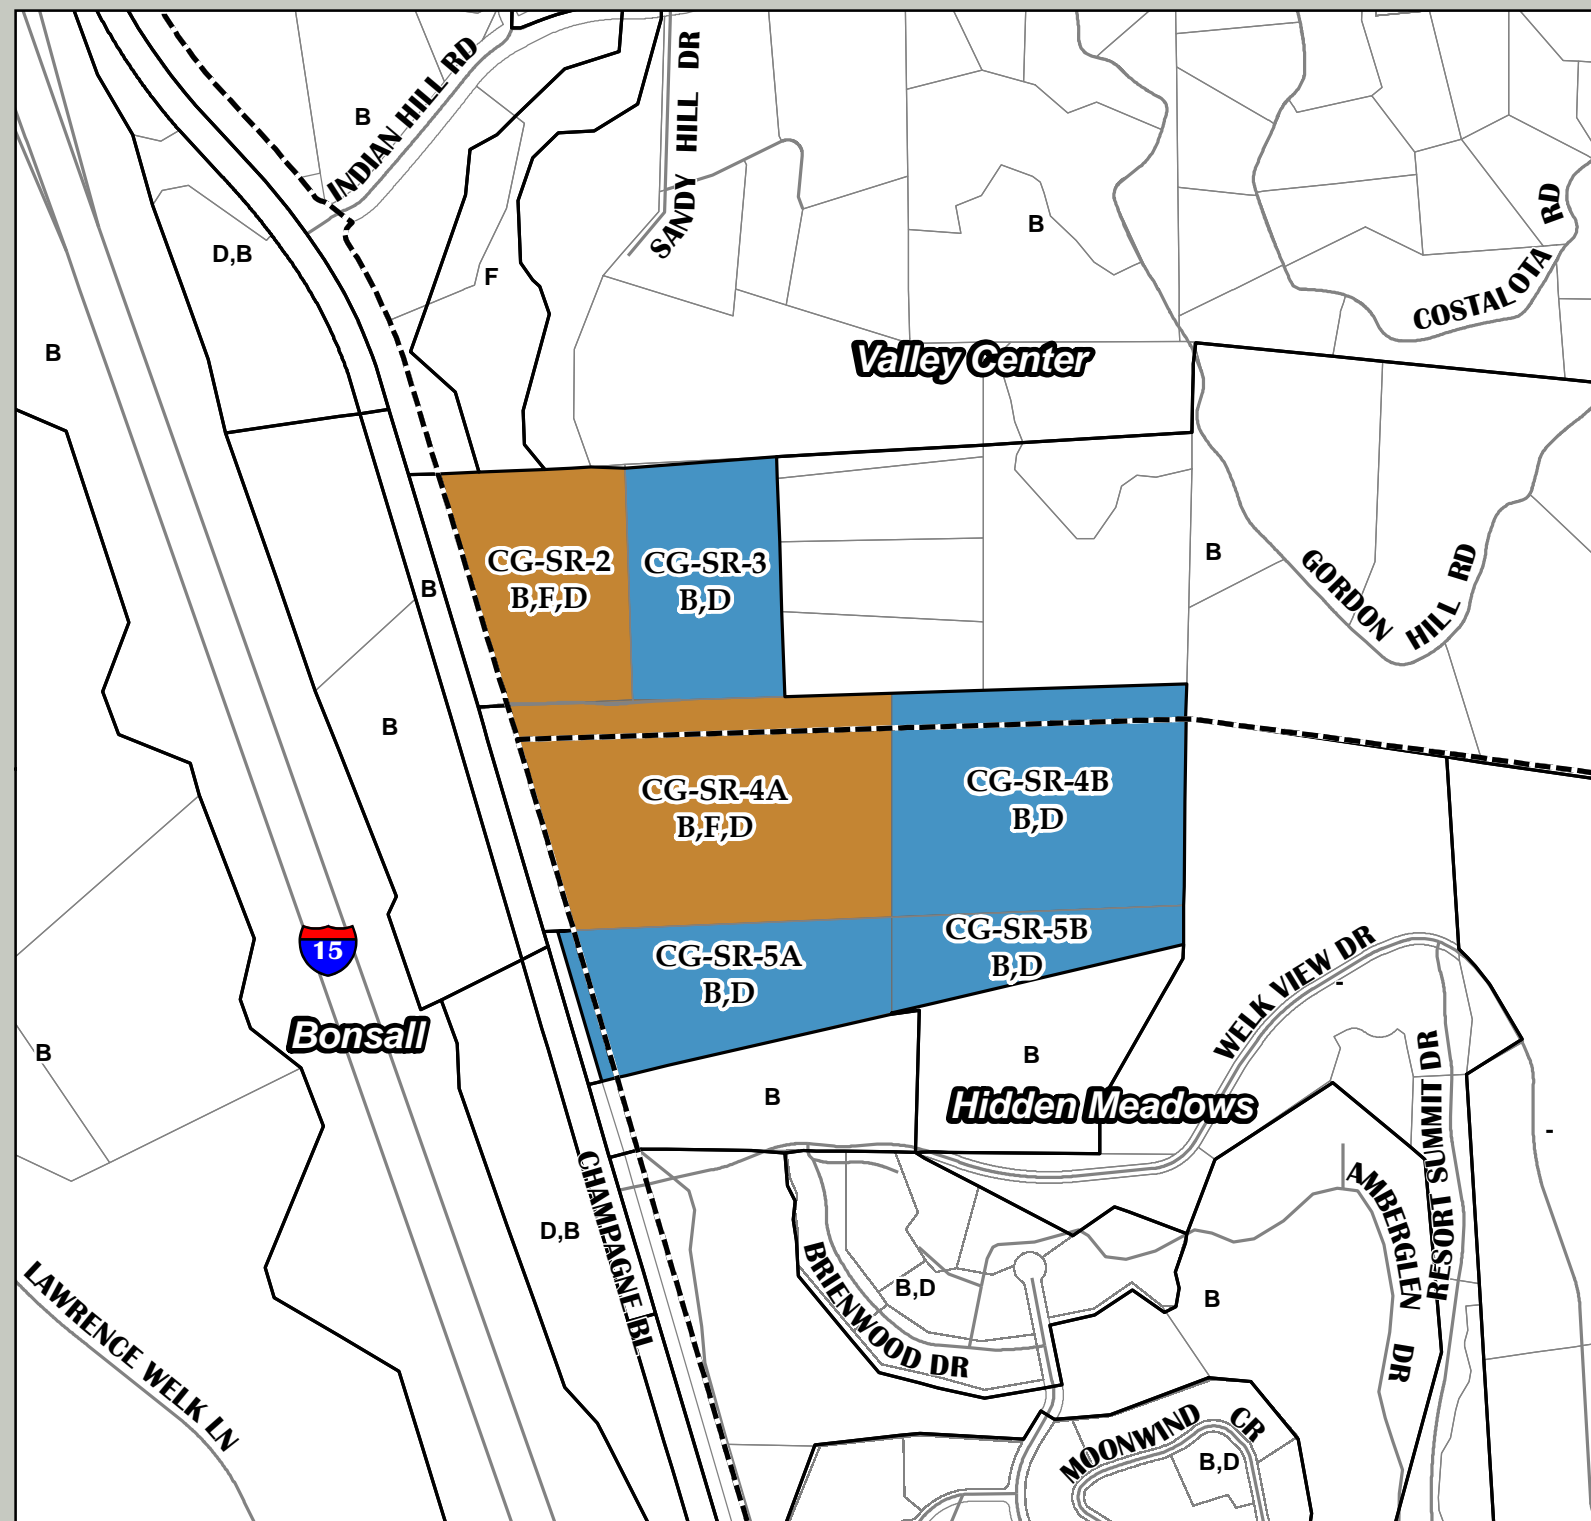 INDIAN HILL RD
SANDY HILL DR
B
B
RD
COSTALOTA
D,B
F
B
Valley Center
CG-SR-2
B,F,D
CG-SR-3
B,D
B
B
GORDON
HILL RD
B
CG-SR-4A
B,F,D
CG-SR-4B
B,D
15
CG-SR-5A
B,D
CG-SR-5B
B,D
WELK VIEW DR
-
Bonsall
B
B
B
Hidden Meadows
RESORT SUMMIT DR
-
CHAMPAGNE BL
D,B
AMBERGLEN DR
BRIENWOOD DR
B,D
B
LAWRENCE WELK LN
MOONWIND CR
B,D